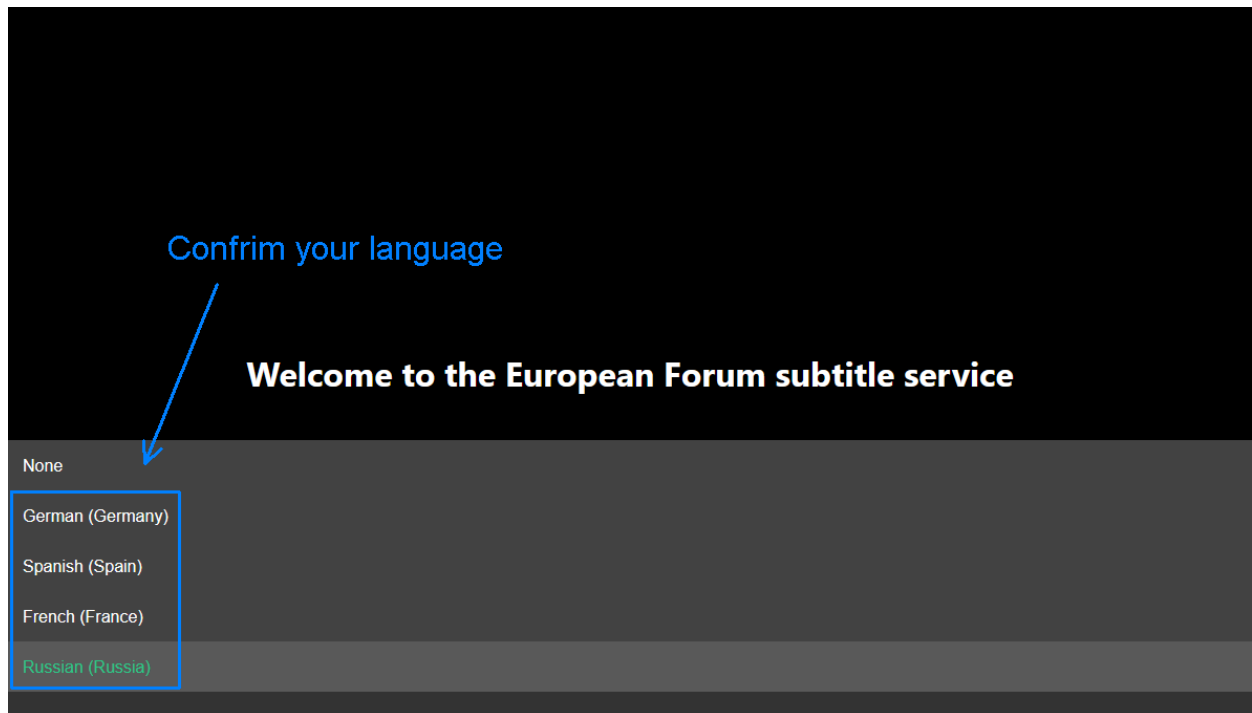 Confrim your language
Welcome to the European Forum subtitle service
None
German (Germany)
Spanish (Spain)
French (France)
Russian (Russia)